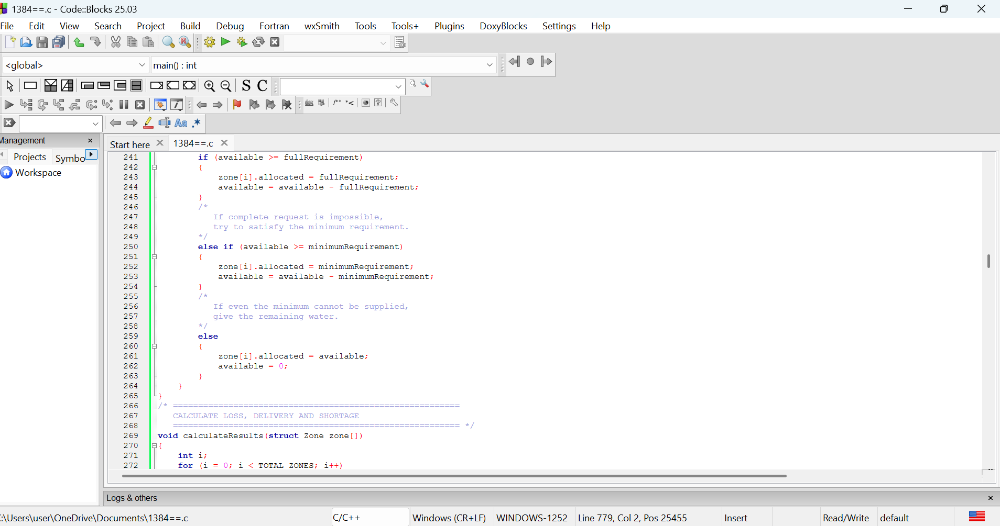 1384==.c - Code::Blocks 25.03
File Edit View Search Project Build Debug Fortran wxSmith Tools Tools+ Plugins DoxyBlocks Settings Help
<global> main() : int
S C
/** *<
Aa .*
Management
Start here 1384==.c
Projects Symbo
Workspace
241 if (available >= fullRequirement)
242 {
243 zone[i].allocated = fullRequirement;
244 available = available - fullRequirement;
245 }
246 /*
247 If complete request is impossible,
248 try to satisfy the minimum requirement.
249 */
250 else if (available >= minimumRequirement)
251 {
252 zone[i].allocated = minimumRequirement;
253 available = available - minimumRequirement;
254 }
255 /*
256 If even the minimum cannot be supplied,
257 give the remaining water.
258 */
259 else
260 {
261 zone[i].allocated = available;
262 available = 0;
263 }
264 }
265 }
266 /* =========================================================
267 CALCULATE LOSS, DELIVERY AND SHORTAGE
268 ========================================================= */
269 void calculateResults(struct Zone zone[])
270 {
271 int i;
272 for (i = 0; i < TOTAL_ZONES; i++)
Logs & others
:\Users\user\OneDrive\Documents\1384==.c C/C++ Windows (CR+LF) WINDOWS-1252 Line 779, Col 2, Pos 25455 Insert Read/Write default